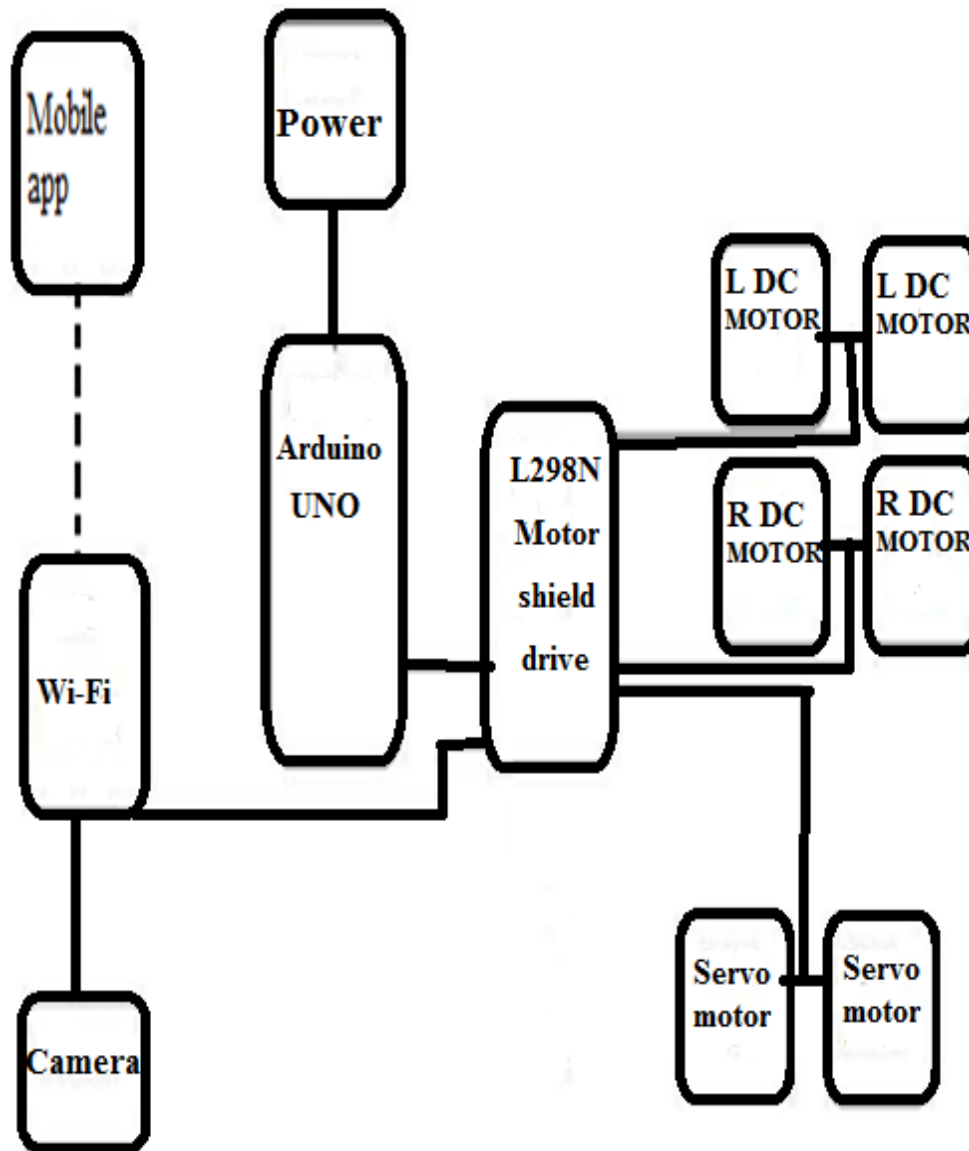 Mobile
app
Power
L DC
MOTOR
L DC
MOTOR
Arduino
UNO
L298N
Motor
shield
drive
R DC
MOTOR
R DC
MOTOR
Wi-Fi
Servo
motor
Servo
motor
Camera